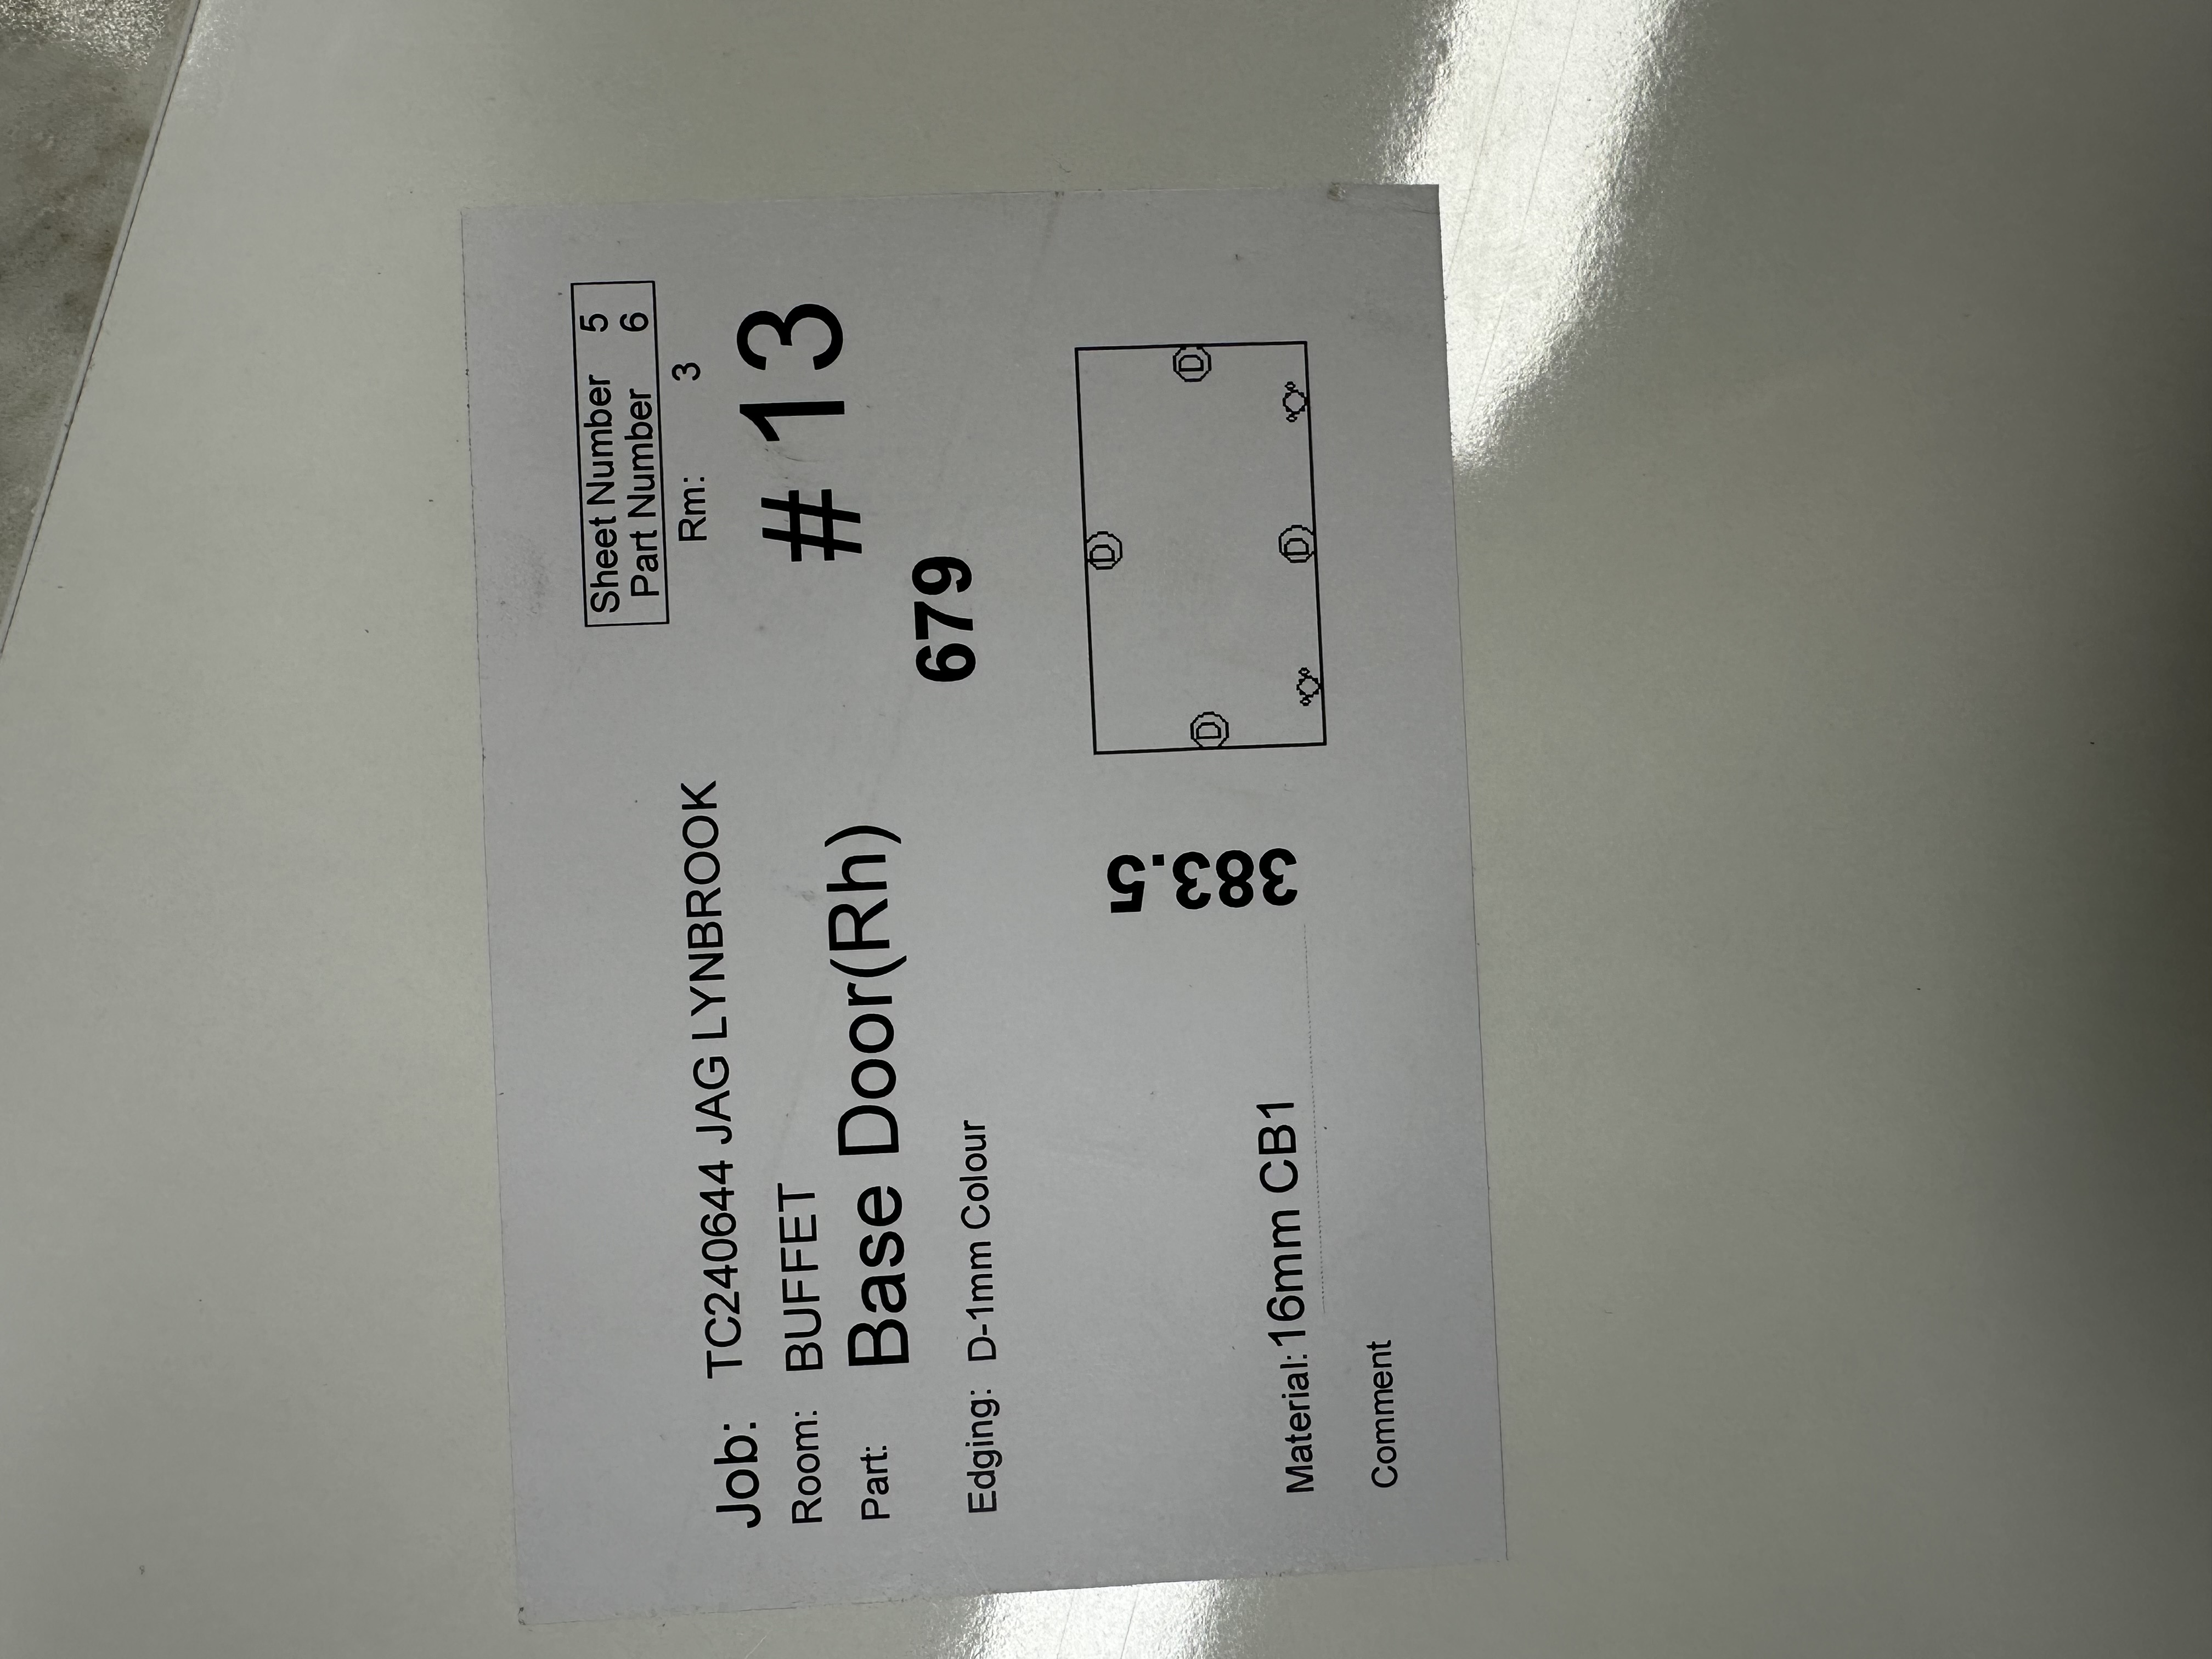 Sheet Number 5
Part Number 6
Rm: 3
Job: TC240644 JAG LYNBROOK
# 13
Room: BUFFET
Part: Base Door(Rh)
679
Edging: D-1mm Colour
D
D
D
D
383.5
Material: 16mm CB1
Comment